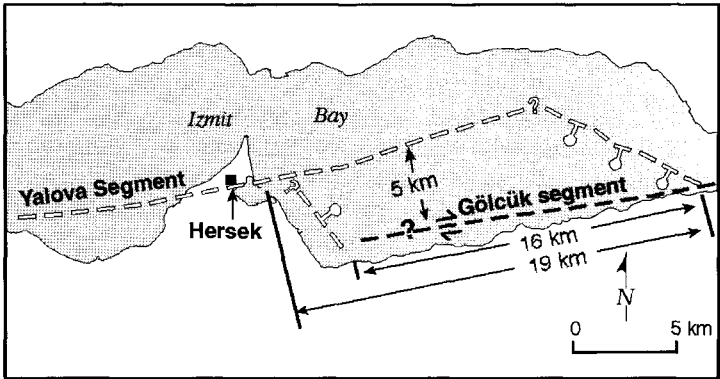 Izmit Bay
?
Yalova Segment
5 km
Gölcük segment
?
?
Hersek
16 km
19 km
N
0 5 km